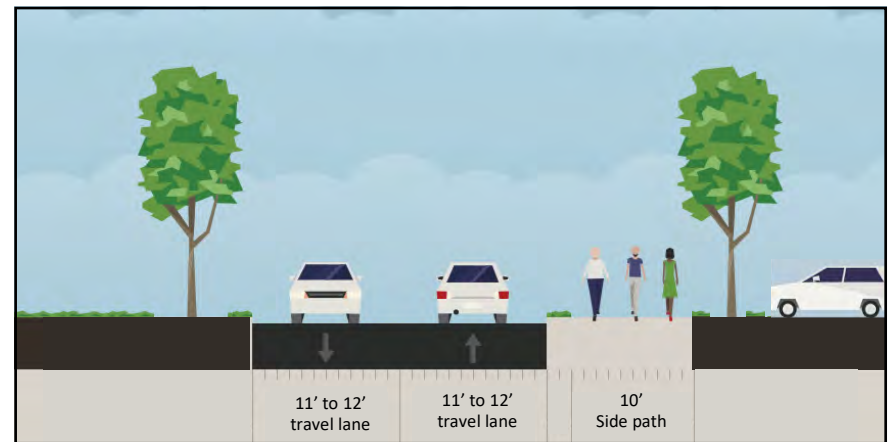 11’ to 12’
travel lane
11’ to 12’
travel lane
10’
Side path